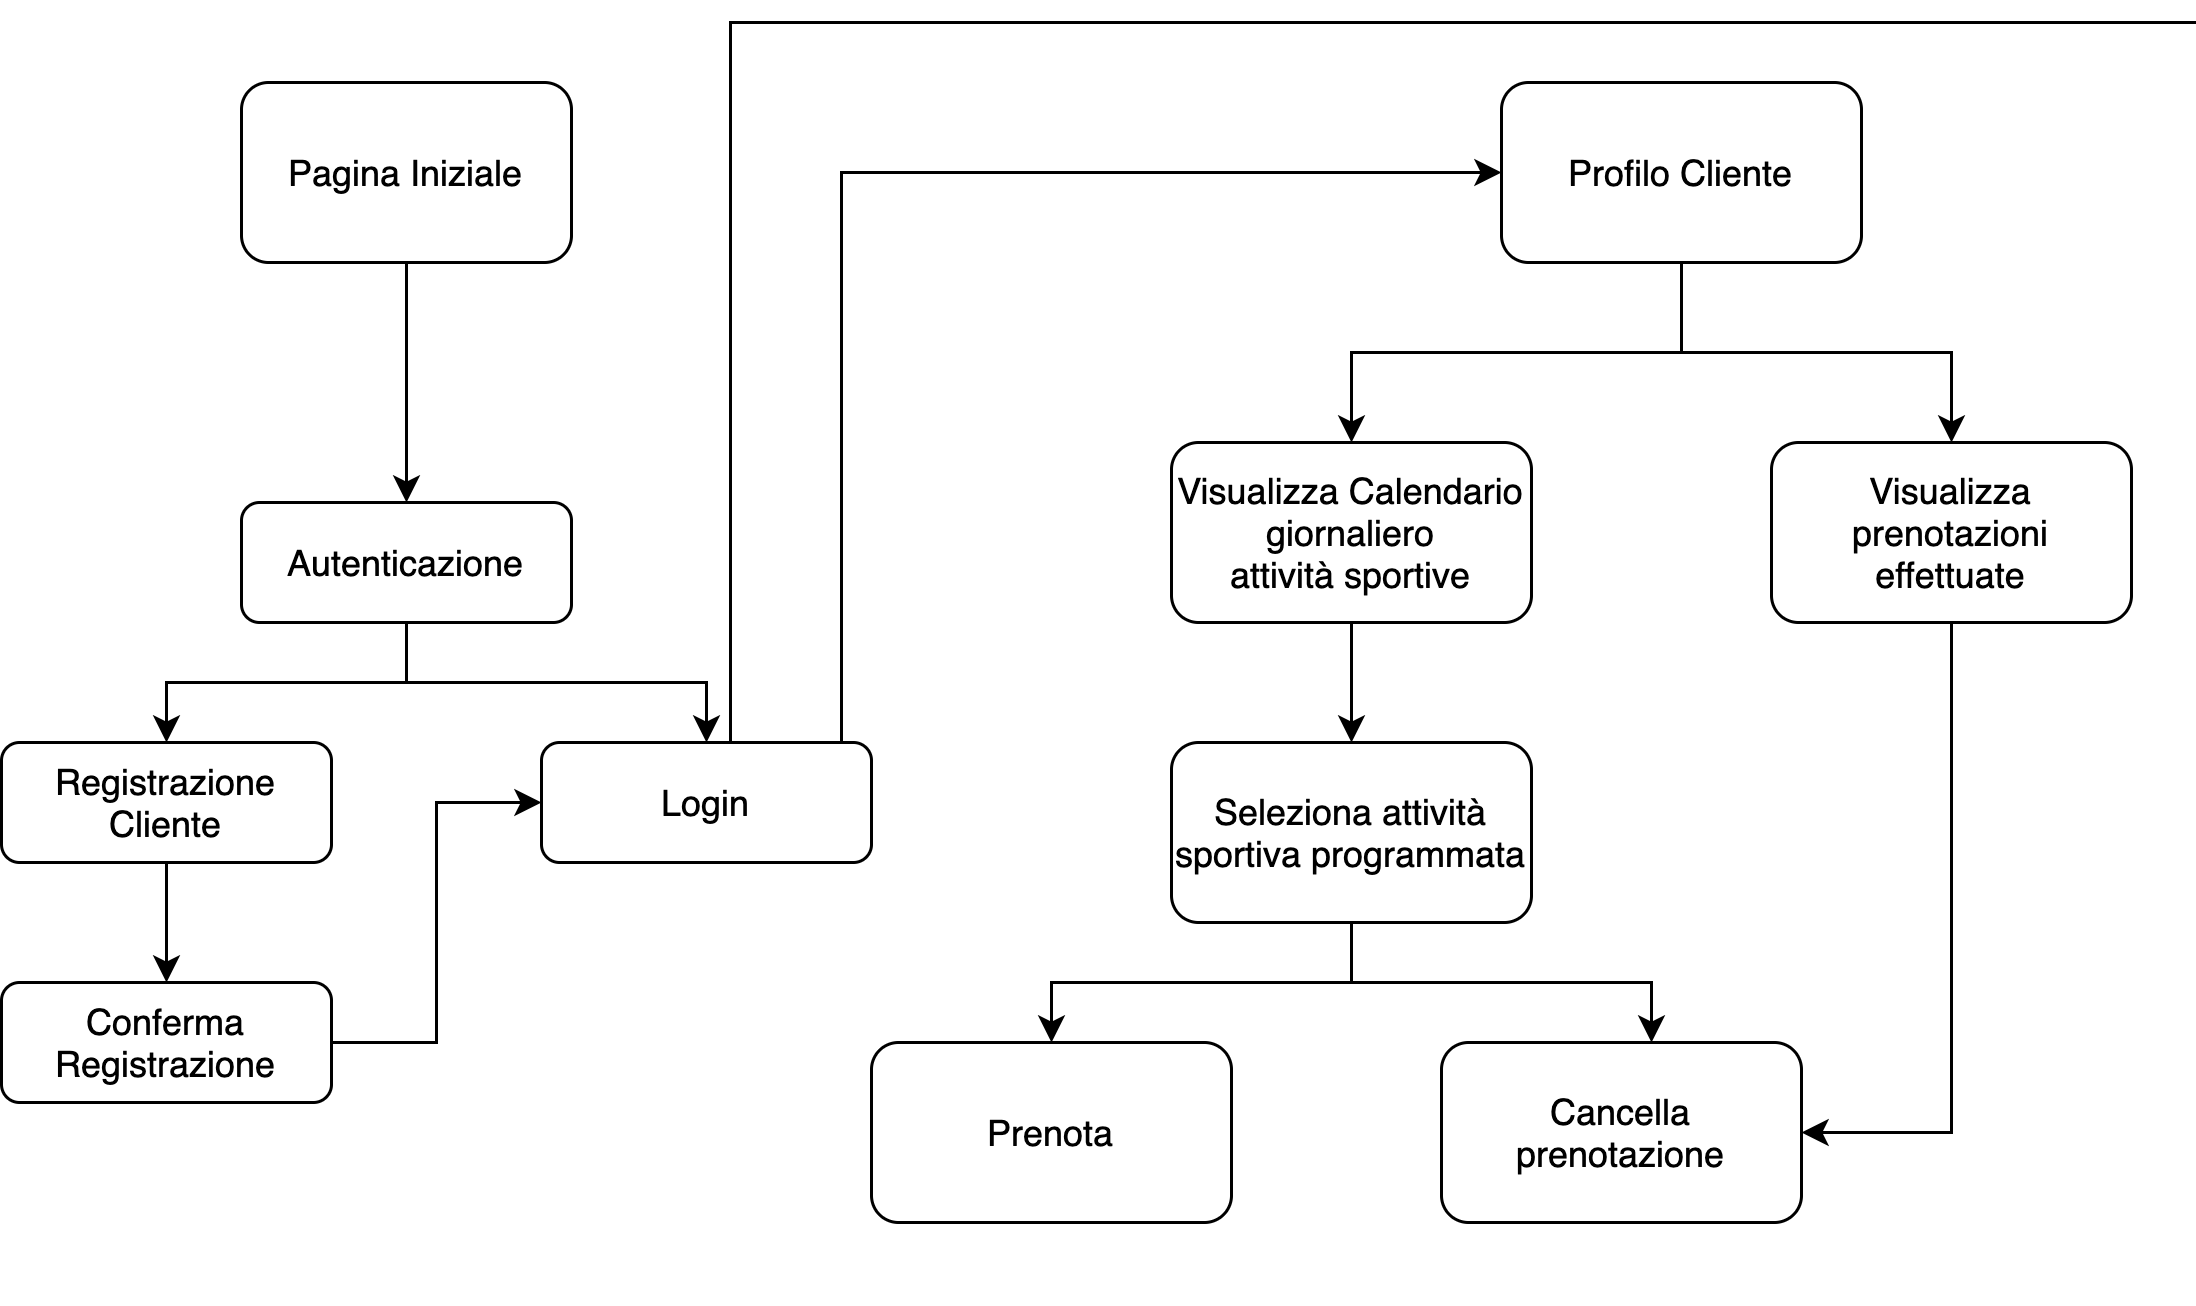 Pagina Iniziale
Profilo Cliente
Autenticazione
Visualizza Calendario
giornaliero
attività sportive
Visualizza
prenotazioni
effettuate
Registrazione
Cliente
Login
Seleziona attività
sportiva programmata
Conferma
Registrazione
Prenota
Cancella
prenotazione